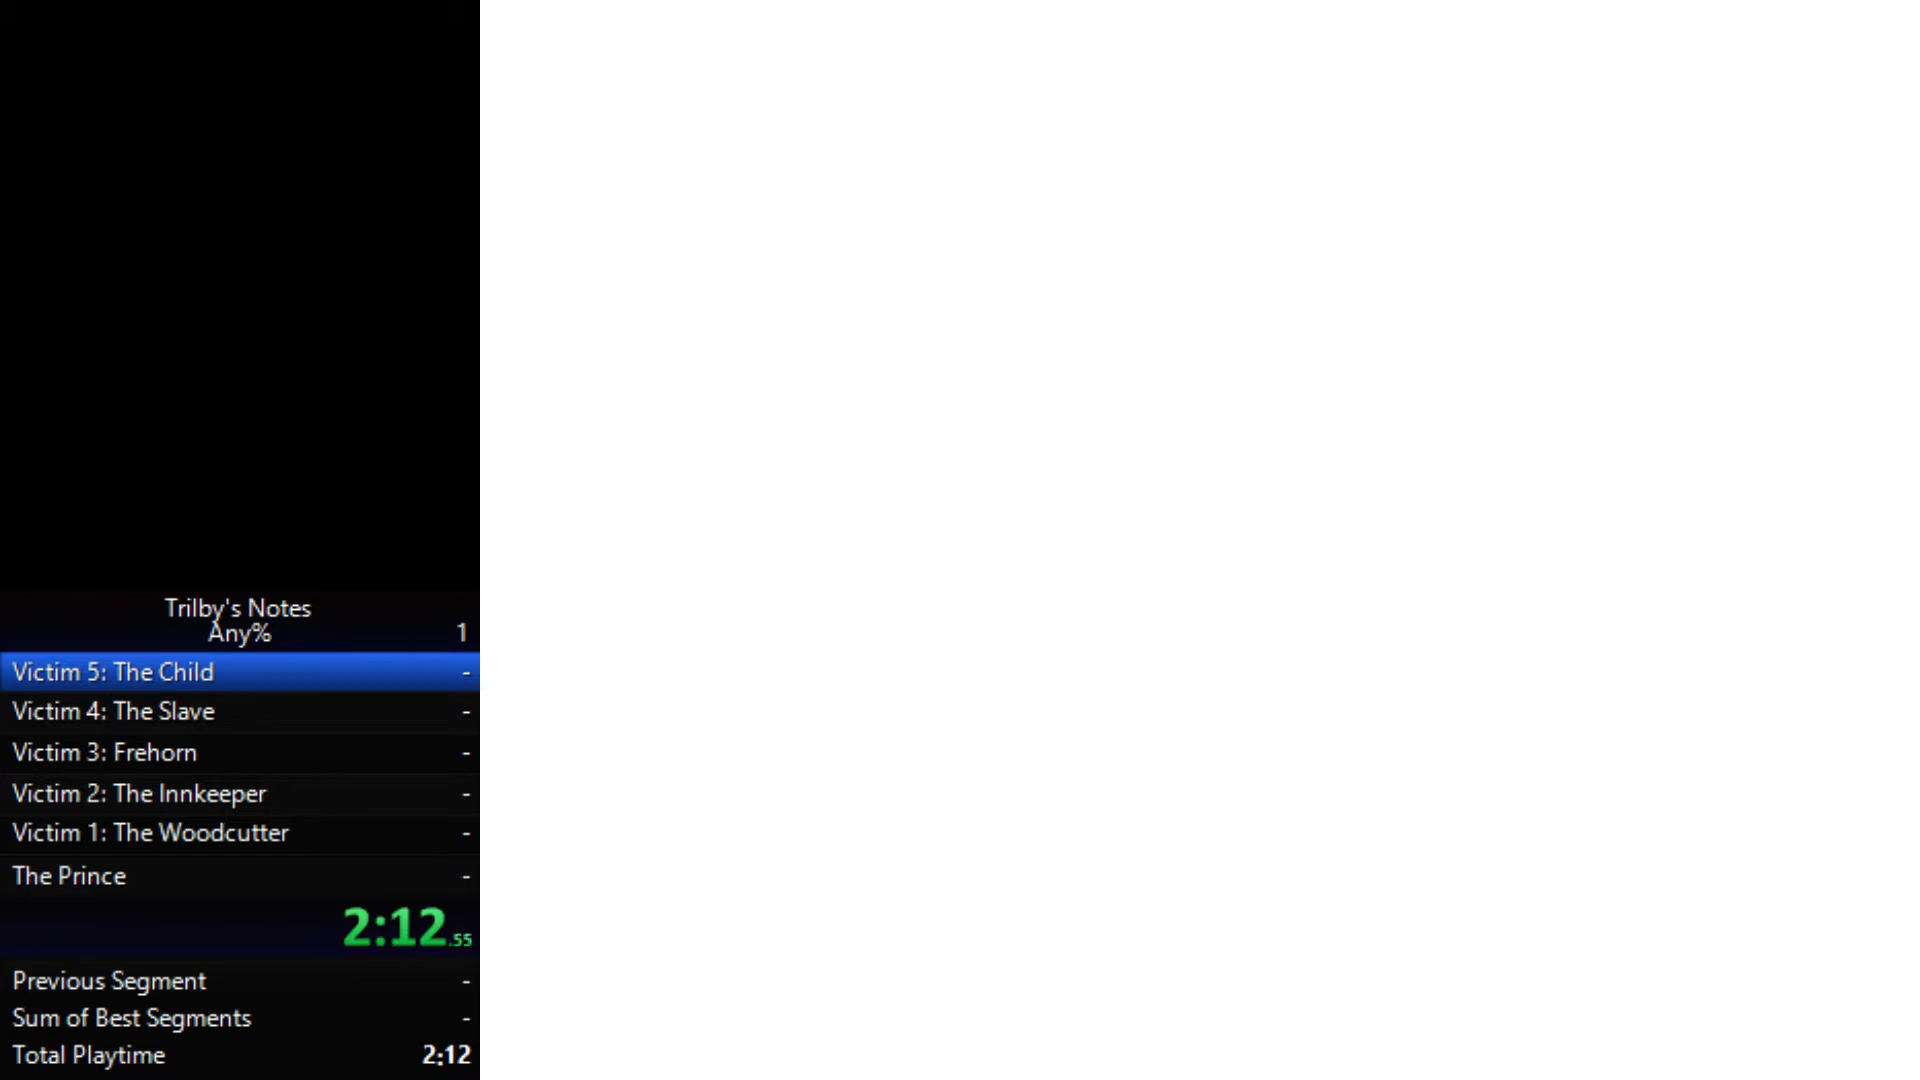 Trilby's Notes
Any% 1
Victim 5: The Child -
Victim 4: The Slave -
Victim 3: Frehorn -
Victim 2: The Innkeeper -
Victim 1: The Woodcutter -
The Prince -
2:12.55
Previous Segment -
Sum of Best Segments -
Total Playtime 2:12